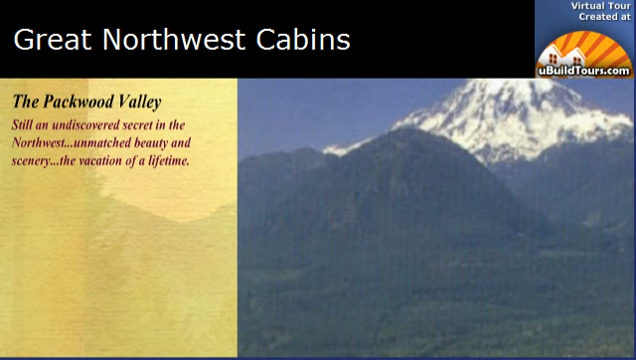 Great Northwest Cabins
Virtual Tour
Created at
uBuildTours.com
The Packwood Valley
Still an undiscovered secret in the
Northwest...unmatched beauty and
scenery...the vacation of a lifetime.